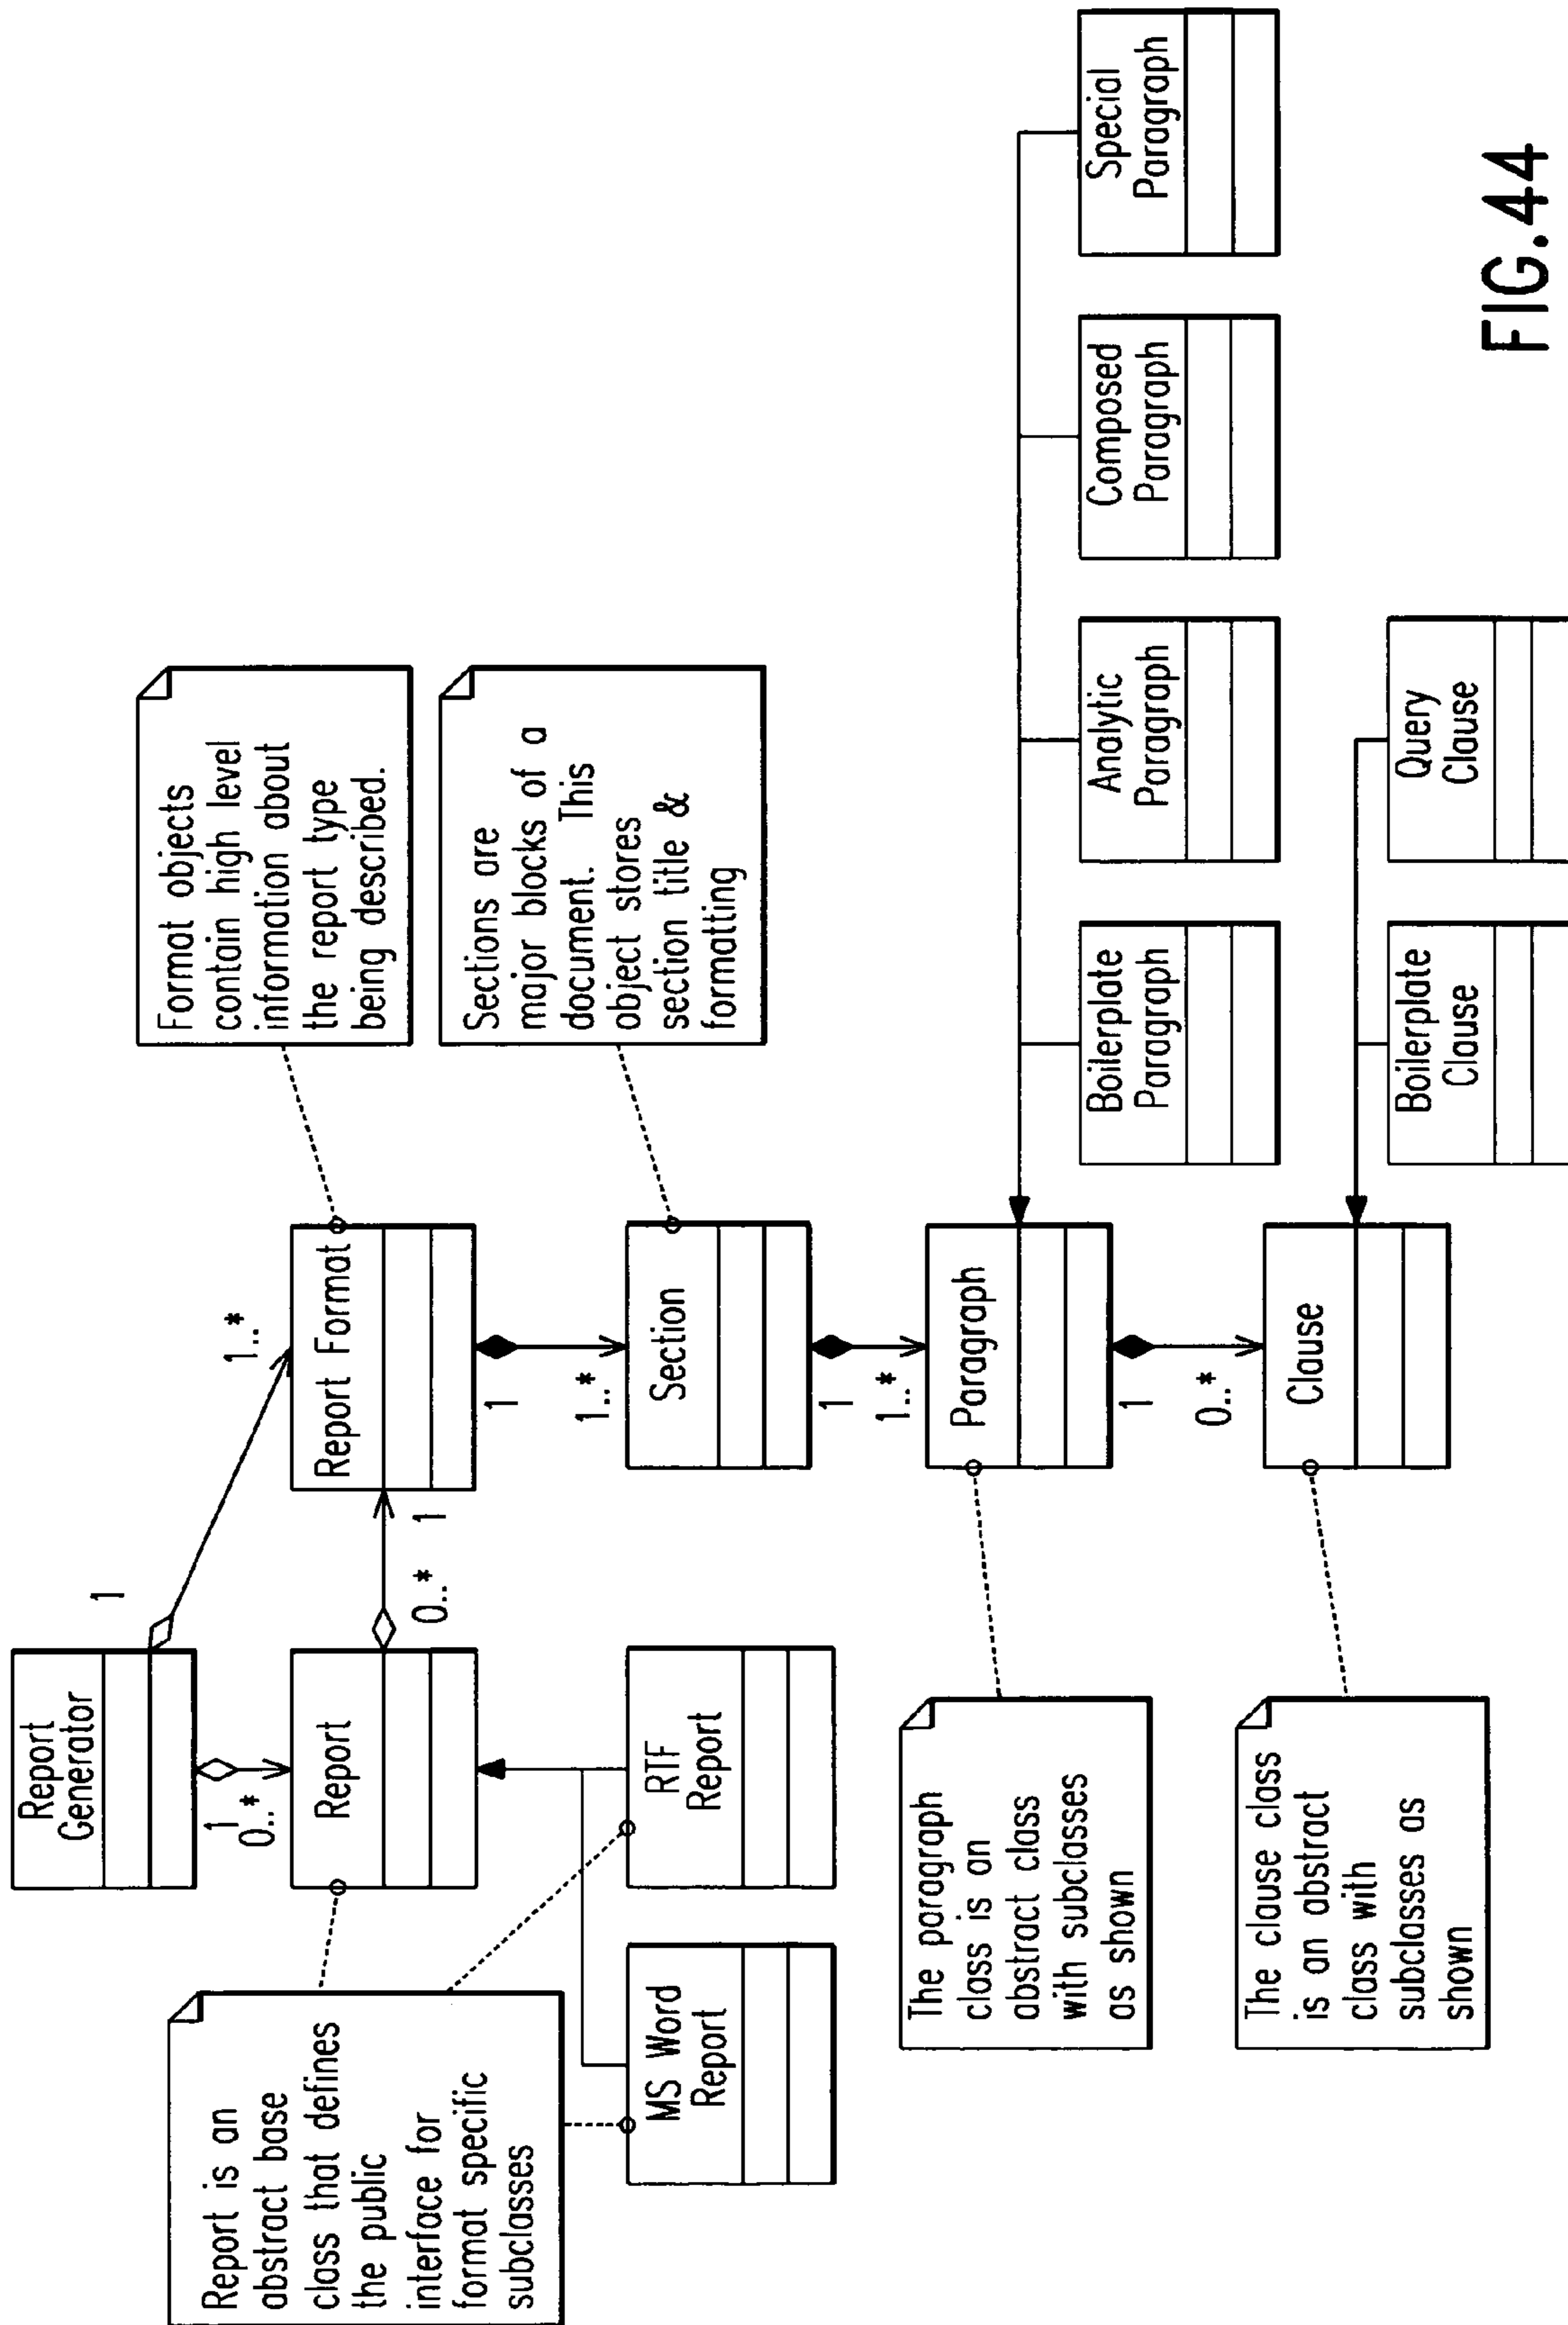 Report
Generator
1
1
0..*
1..*
Report is an
abstract base
class that defines
the public
interface for
format specific
subclasses
Report
0..*
1
Report Format
Format objects
contain high level
information about
the report type
being described.
MS Word
Report
RTF
Report
1
1..*
Section
Sections are
major blocks of a
document. This
object stores
section title &
formatting
1
1..*
The paragraph
class is an
abstract class
with subclasses
as shown
Paragraph
Boilerplate
Paragraph
Analytic
Paragraph
Composed
Paragraph
Special
Paragraph
1
0..*
The clause class
is an abstract
class with
subclasses as
shown
Clause
Boilerplate
Clause
Query
Clause
FIG.44